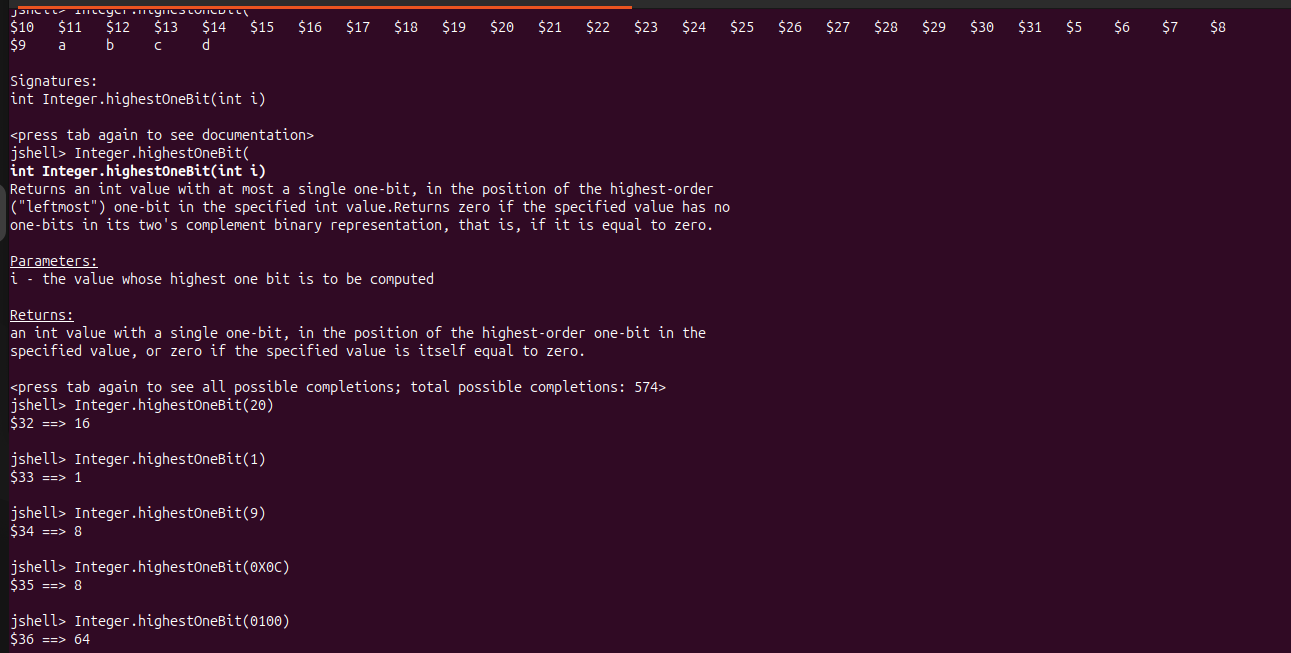 jshell> Integer.highestOneBit(
$10 $11 $12 $13 $14 $15 $16 $17 $18 $19 $20 $21 $22 $23 $24 $25 $26 $27 $28 $29 $30 $31 $5 $6 $7 $8
$9 a b c d
Signatures:
int Integer.highestOneBit(int i)
<press tab again to see documentation>
jshell> Integer.highestOneBit(
int Integer.highestOneBit(int i)
Returns an int value with at most a single one-bit, in the position of the highest-order
("leftmost") one-bit in the specified int value.Returns zero if the specified value has no
one-bits in its two's complement binary representation, that is, if it is equal to zero.
Parameters:
i - the value whose highest one bit is to be computed
Returns:
an int value with a single one-bit, in the position of the highest-order one-bit in the
specified value, or zero if the specified value is itself equal to zero.
<press tab again to see all possible completions; total possible completions: 574>
jshell> Integer.highestOneBit(20)
$32 ==> 16
jshell> Integer.highestOneBit(1)
$33 ==> 1
jshell> Integer.highestOneBit(9)
$34 ==> 8
jshell> Integer.highestOneBit(0X0C)
$35 ==> 8
jshell> Integer.highestOneBit(0100)
$36 ==> 64